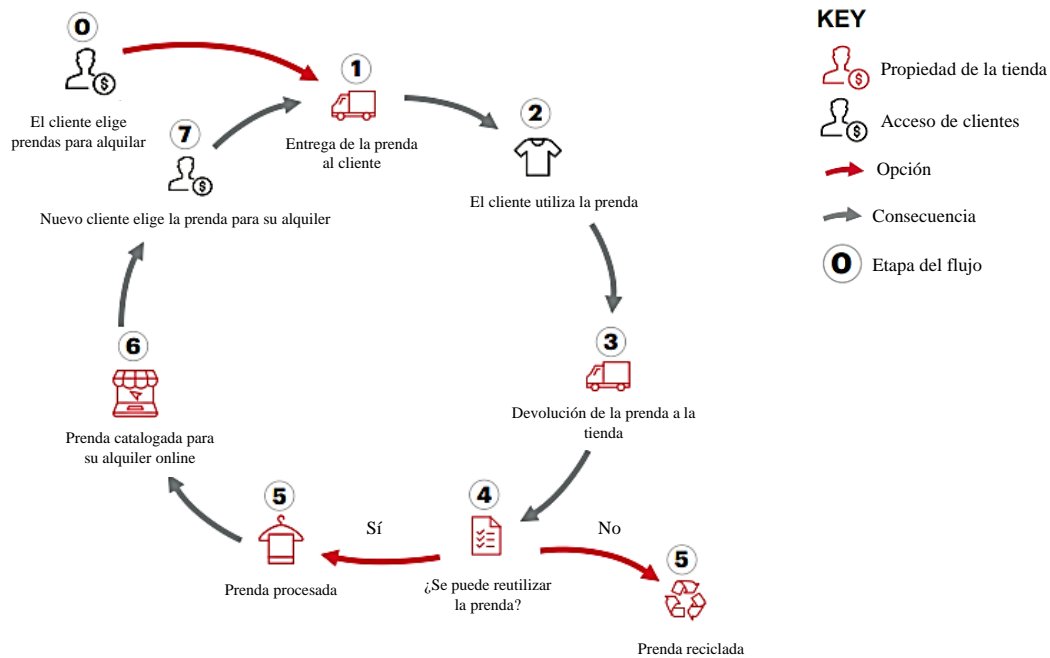 0
El cliente elige
prendas para alquilar
1
Entrega de la prenda
al cliente
2
El cliente utiliza la prenda
3
Devolución de la prenda a la
tienda
4
¿Se puede reutilizar
la prenda?
Sí
No
5
Prenda procesada
5
Prenda reciclada
6
Prenda catalogada para
su alquiler online
7
Nuevo cliente elige la prenda para su alquiler
KEY
Propiedad de la tienda
Acceso de clientes
Opción
Consecuencia
0
Etapa del flujo